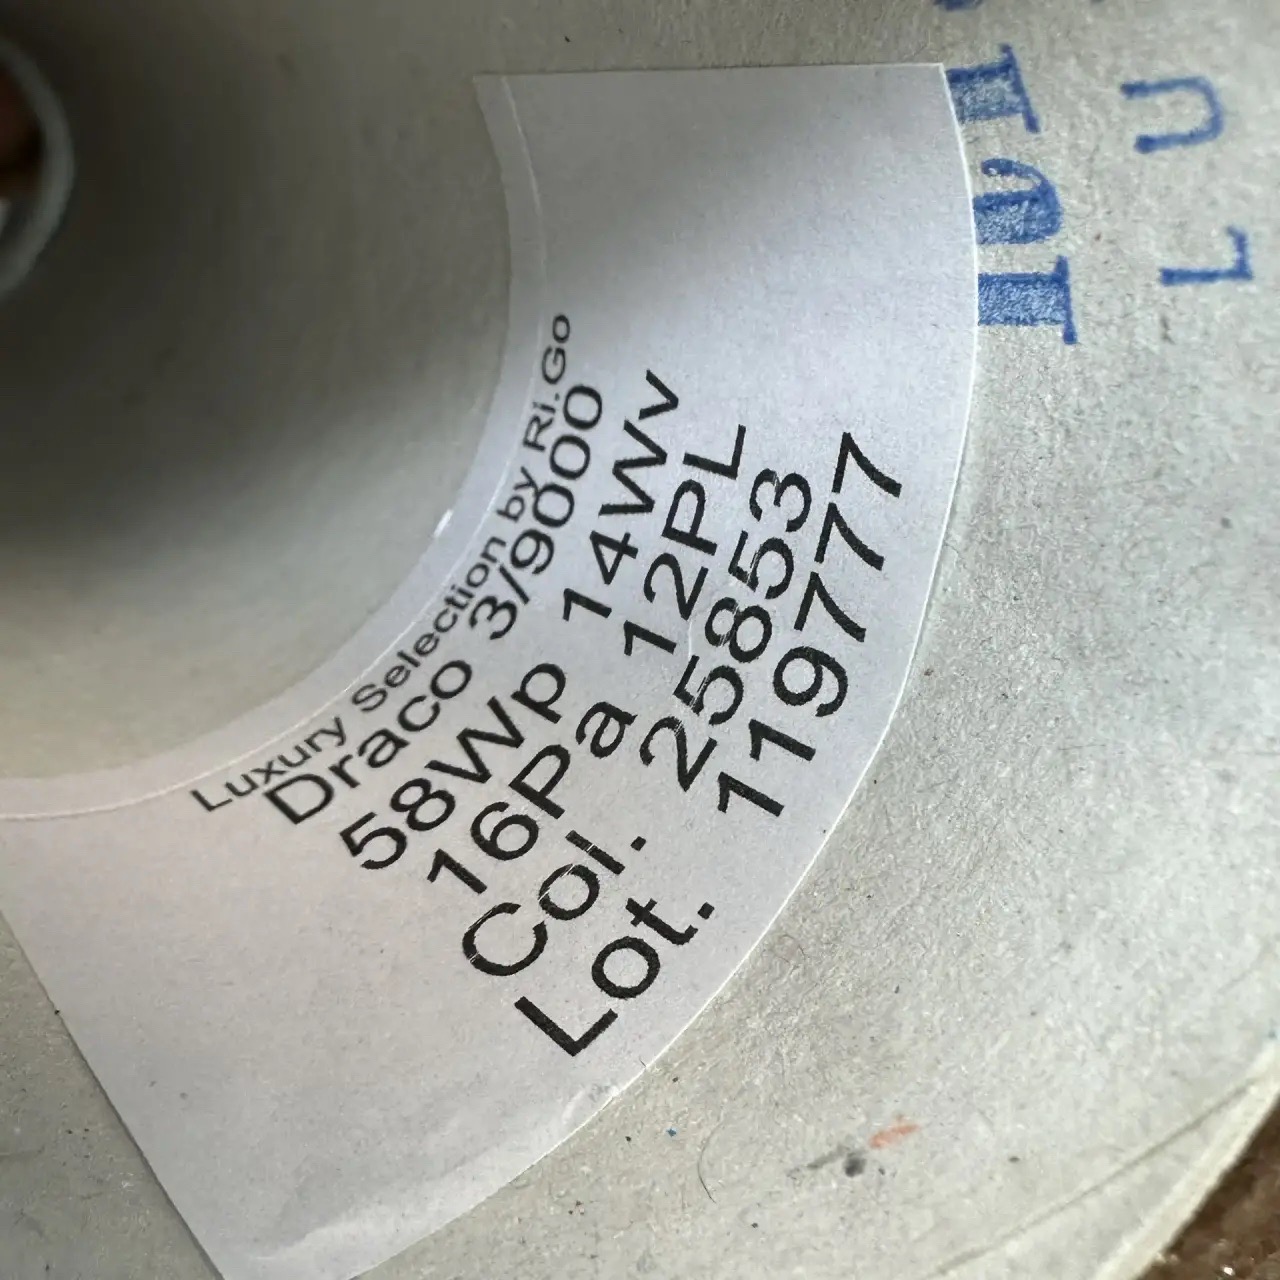 Luxury Selection by Ri.Go
Draco 3/9000
58Wp 14Wv
16Pa 12PL
Col. 25853
Lot. 119777